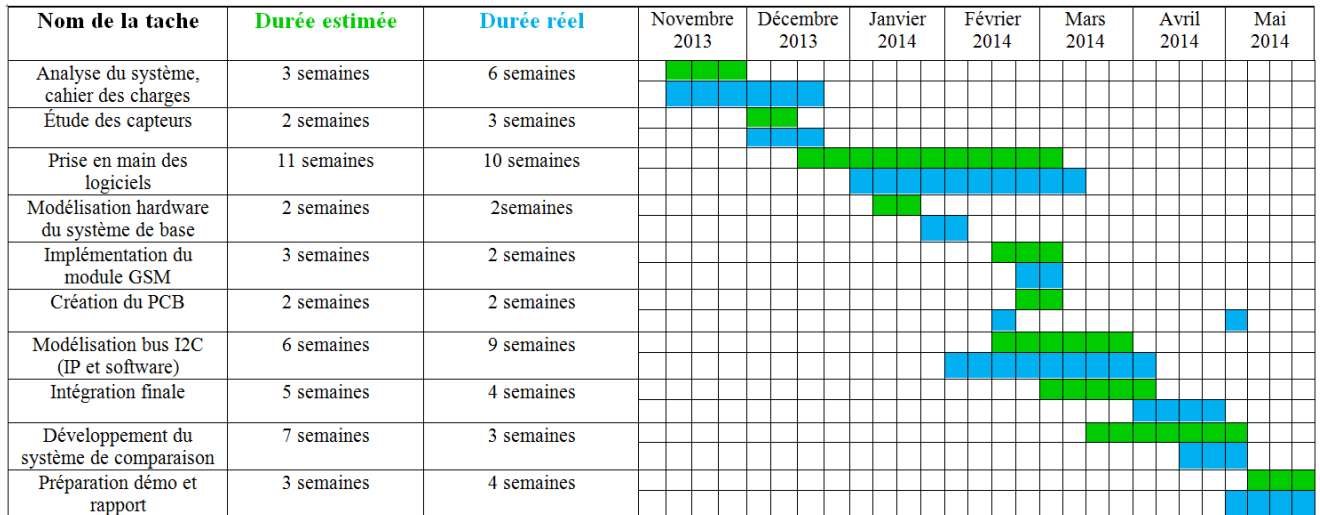 Nom de la tache Durée estimée Durée réel Novembre Décembre Janvier Février Mars Avril Mai
2013 2013 2014 2014 2014 2014 2014
Analyse du système, 3 semaines 6 semaines
cahier des charges
Étude des capteurs 2 semaines 3 semaines
Prise en main des 11 semaines 10 semaines
logiciels
Modélisation hardware 2 semaines 2semaines
du système de base
Implémentation du 3 semaines 2 semaines
module GSM
Création du PCB 2 semaines 2 semaines
Modélisation bus I2C 6 semaines 9 semaines
(IP et software)
Intégration finale 5 semaines 4 semaines
Développement du 7 semaines 3 semaines
système de comparaison
Préparation démo et 3 semaines 4 semaines
rapport